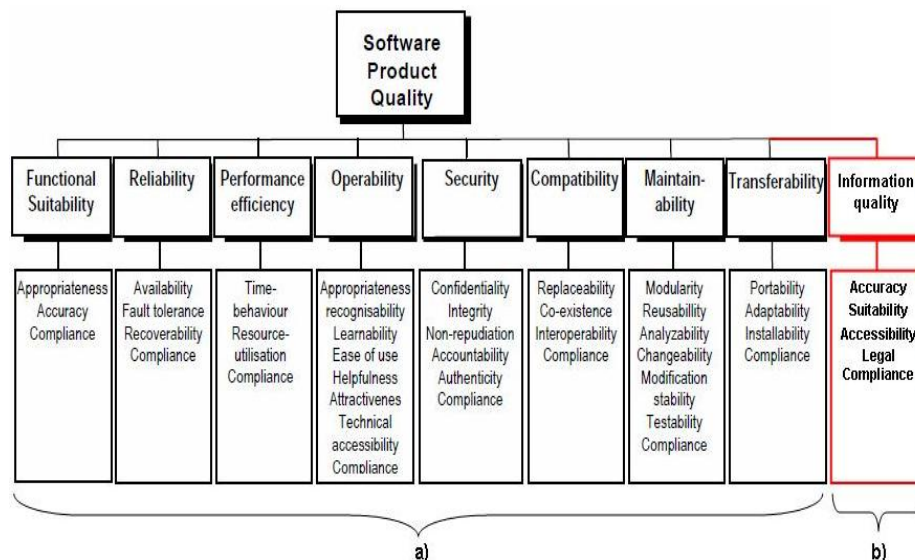 Software
Product
Quality
Functional
Suitability
Reliability
Performance
efficiency
Operability
Security
Compatibility
Maintain-
ability
Transferability
Information
quality
Appropriateness
Accuracy
Compliance
Availability
Fault tolerance
Recoverability
Compliance
Time-
behaviour
Resource-
utilisation
Compliance
Appropriateness
recognisability
Learnability
Ease of use
Helpfulness
Attractivenes
Technical
accessibility
Compliance
Confidentiality
Integrity
Non-repudiation
Accountability
Authenticity
Compliance
Replaceability
Co-existence
Interoperability
Compliance
Modularity
Reusability
Analyzability
Changeability
Modification
stability
Testability
Compliance
Portability
Adaptability
Installability
Compliance
Accuracy
Suitability
Accessibility
Legal
Compliance
a)
b)